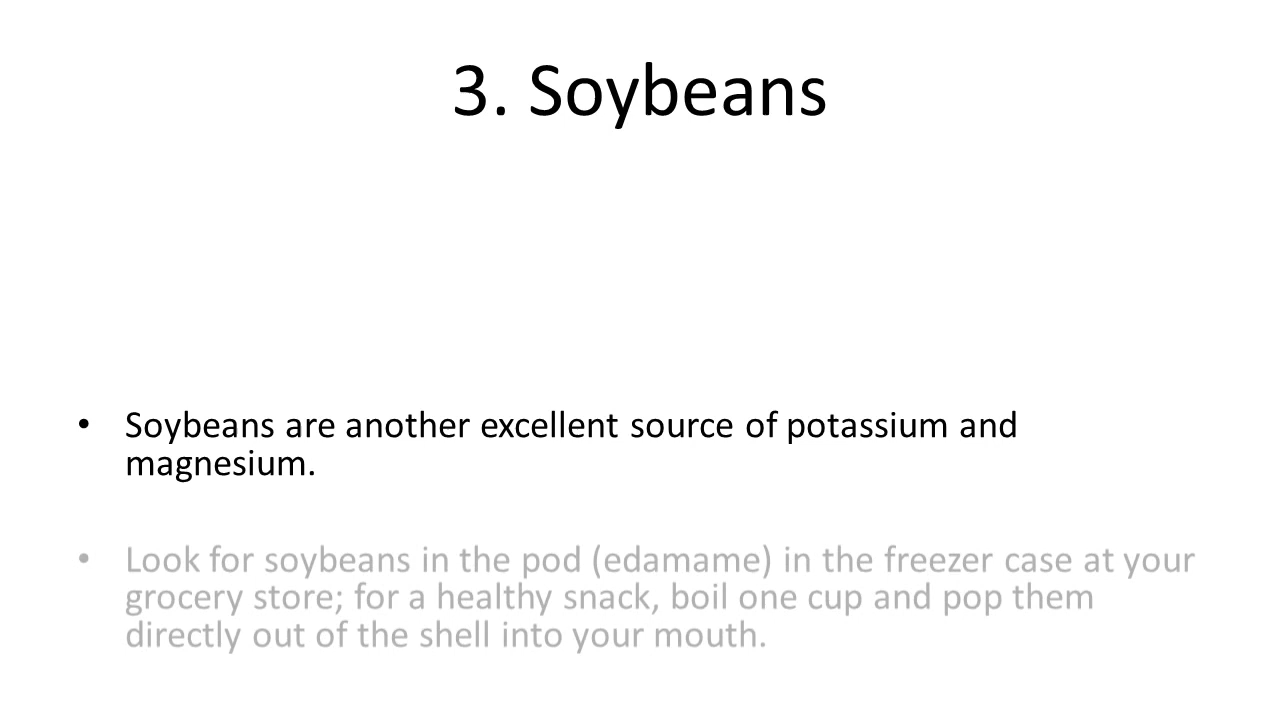 3. Soybeans
• Soybeans are another excellent source of potassium and
magnesium.
• Look for soybeans in the pod (edamame) in the freezer case at your
grocery store; for a healthy snack, boil one cup and pop them
directly out of the shell into your mouth.